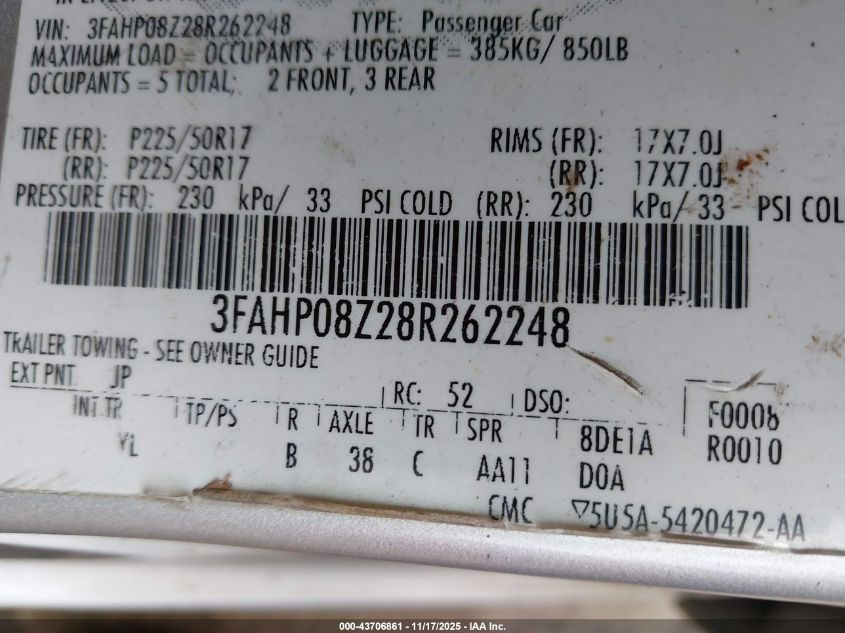 VIN: 3FAHP08Z28R262248 TYPE: Passenger Car
MAXIMUM LOAD = OCCUPANTS + LUGGAGE = 385KG/ 850LB
OCCUPANTS = 5 TOTAL; 2 FRONT, 3 REAR
TIRE (FR): P225/50R17 RIMS (FR): 17X7.0J
(RR): P225/50R17 (RR): 17X7.0J
PRESSURE (FR): 230 kPa/ 33 PSI COLD (RR): 230 kPa/ 33 PSI COL
3FAHP08Z28R262248
TRAILER TOWING - SEE OWNER GUIDE
EXT PNT: JP RC: 52 DSO: F0008
INT TR TP/PS R AXLE TR SPR 8DE1A R0010
YL B 38 C AA11 D0A
CMC ▽5U5A-5420472-AA
000-43706861 - 11/17/2025 - IAA Inc.